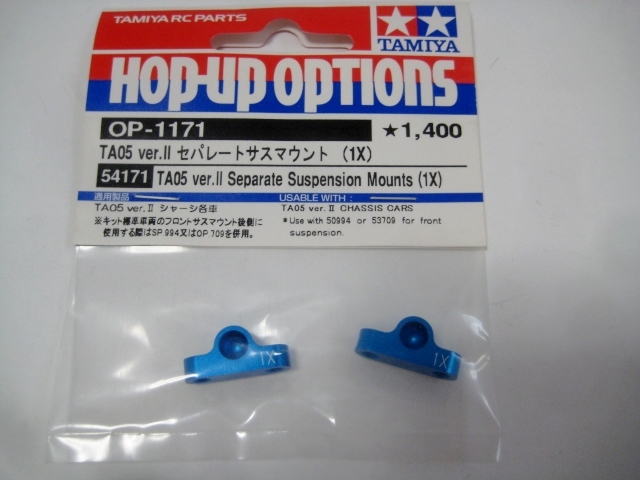 TAMIYA RC PARTS
TAMIYA
HOP-UP OPTIONS
OP-1171
★1,400
TA05 ver.II セパレートサスマウント (1X)
54171 TA05 ver.II Separate Suspension Mounts (1X)
適用製品
TA05 ver.II シャーシ各車
※キット標準車両のフロントサスマウント後側に
使用する際はSP.994又はOP.709を併用。
USABLE WITH :
TA05 ver.II CHASSIS CARS
*Use with 50994 or 53709 for front
suspension.
1X
1X